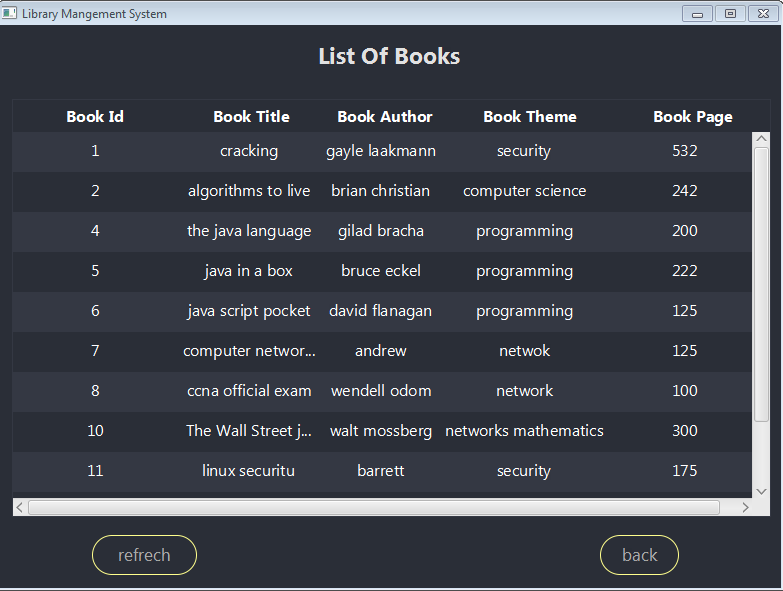 Library Mangement System
List Of Books
Book Id Book Title Book Author Book Theme Book Page
1 cracking gayle laakmann security 532
2 algorithms to live brian christian computer science 242
4 the java language gilad bracha programming 200
5 java in a box bruce eckel programming 222
6 java script pocket david flanagan programming 125
7 computer networ... andrew netwok 125
8 ccna official exam wendell odom network 100
10 The Wall Street j... walt mossberg networks mathematics 300
11 linux securitu barrett security 175
refrech back